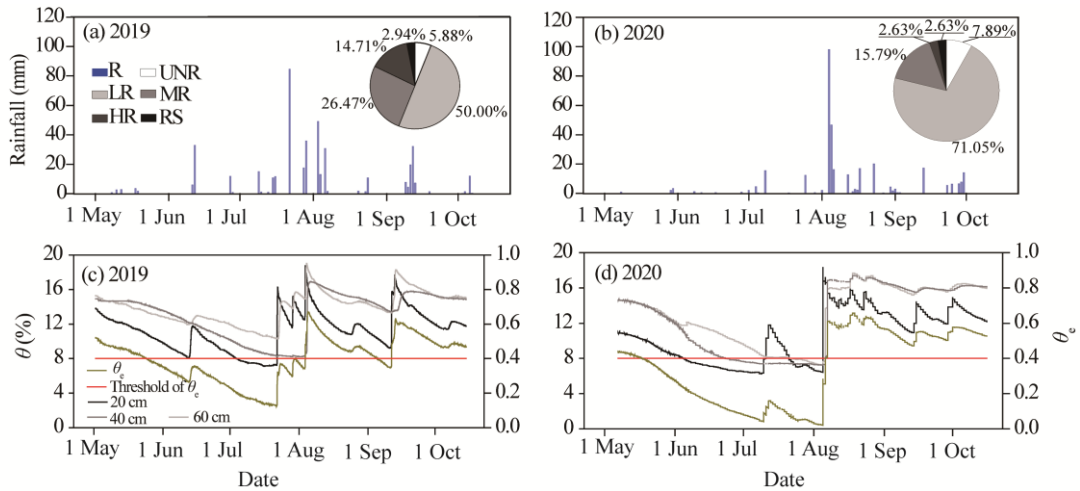 (a) 2019
R
UNR
LR
MR
HR
RS
2.94%
5.88%
14.71%
26.47%
50.00%
Rainfall (mm)
120
100
80
60
40
20
0
1 May
1 Jun
1 Jul
1 Aug
1 Sep
1 Oct
(b) 2020
2.63%
2.63%
7.89%
15.79%
71.05%
120
100
80
60
40
20
0
1 May
1 Jun
1 Jul
1 Aug
1 Sep
1 Oct
(c) 2019
θ (%)
20
16
12
8
4
0
θe
Threshold of θe
20 cm
40 cm
60 cm
1.0
0.8
0.6
0.4
0.2
0.0
1 May
1 Jun
1 Jul
1 Aug
1 Sep
1 Oct
Date
(d) 2020
20
16
12
8
4
0
1.0
0.8
0.6
0.4
0.2
0.0
θe
1 May
1 Jun
1 Jul
1 Aug
1 Sep
1 Oct
Date